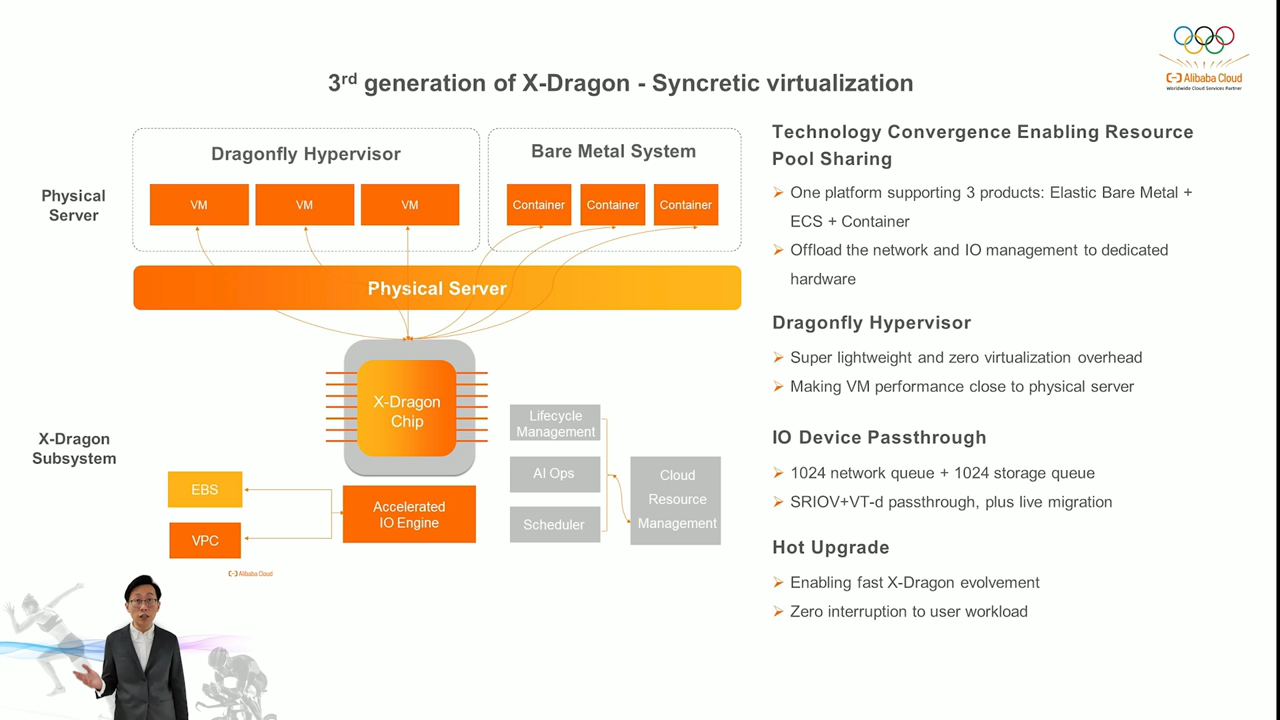 Alibaba Cloud
Worldwide Cloud Services Partner
3rd generation of X-Dragon - Syncretic virtualization
Physical
Server
Dragonfly Hypervisor
VM
VM
VM
Bare Metal System
Container
Container
Container
Physical Server
X-Dragon
Subsystem
X-Dragon
Chip
EBS
VPC
Accelerated
IO Engine
Lifecycle
Management
AI Ops
Scheduler
Cloud
Resource
Management
Alibaba Cloud
Technology Convergence Enabling Resource
Pool Sharing
One platform supporting 3 products: Elastic Bare Metal +
ECS + Container
Offload the network and IO management to dedicated
hardware
Dragonfly Hypervisor
Super lightweight and zero virtualization overhead
Making VM performance close to physical server
IO Device Passthrough
1024 network queue + 1024 storage queue
SRIOV+VT-d passthrough, plus live migration
Hot Upgrade
Enabling fast X-Dragon evolvement
Zero interruption to user workload